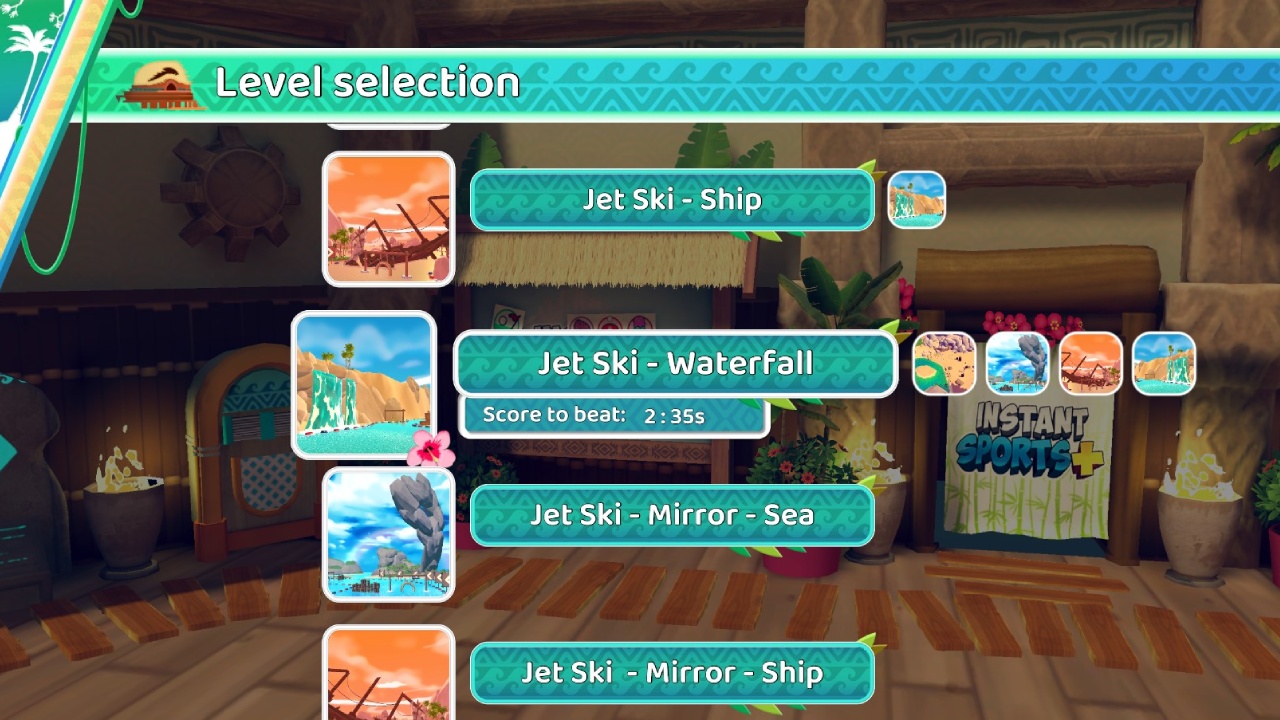 Level selection
Jet Ski - Ship
Jet Ski - Waterfall
Score to beat: 2:35s
Jet Ski - Mirror - Sea
Jet Ski - Mirror - Ship
INSTANT
SPORTS+